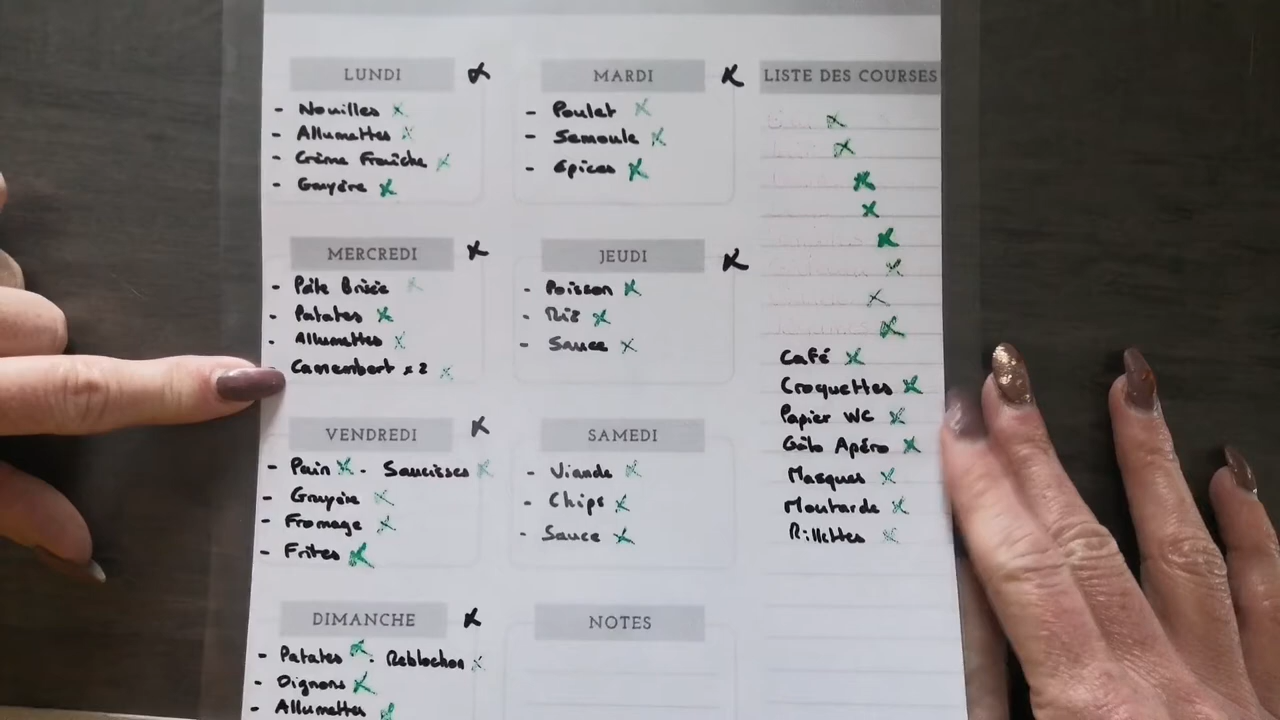 LUNDI
- Nouilles x
- Allumettes x
- Crème Fraîche x
- Gruyère x
MARDI
- Poulet x
- Semoule x
- épices x
LISTE DES COURSES
Café x
Croquettes x
Papier WC x
Gâto Apéro x
Masques x
Moutarde x
Rillettes x
MERCREDI
- Pâte Brisée x
- Patates x
- Allumettes x
- Camembert x 2 x
JEUDI
- Poisson x
- Riz x
- Sauce x
VENDREDI
- Pain x - Saucisses x
- Gruyère x
- Fromage x
- Frites x
SAMEDI
- Viande x
- Chips x
- Sauce x
DIMANCHE
- Patates x - Reblochon x
- Oignons x
- Allumettes x
NOTES